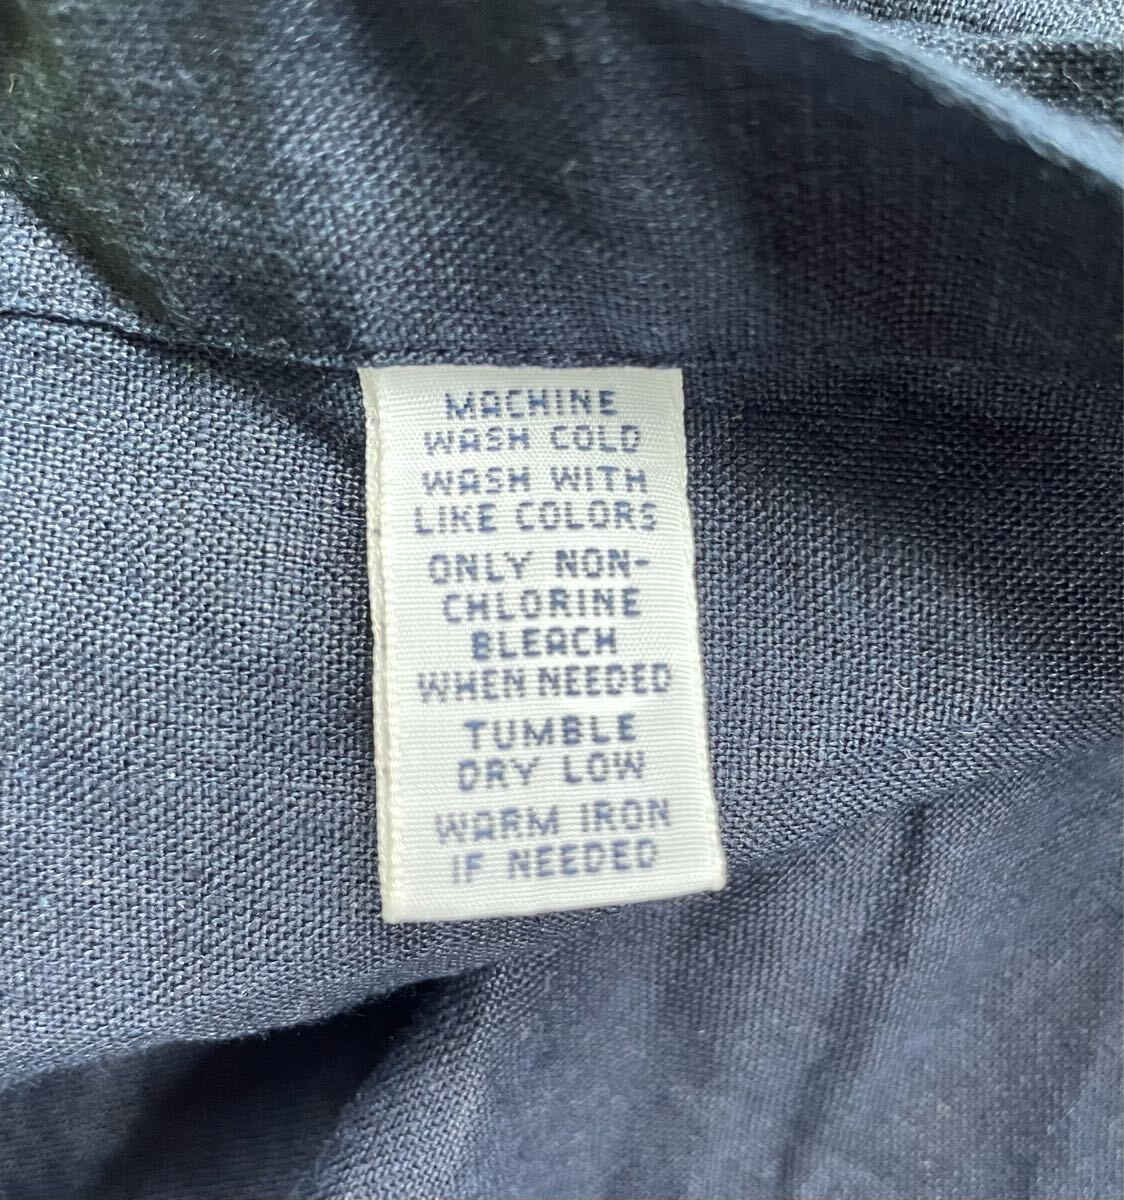 MACHINE
WASH COLD
WASH WITH
LIKE COLORS
ONLY NON-
CHLORINE
BLEACH
WHEN NEEDED
TUMBLE
DRY LOW
WARM IRON
IF NEEDED